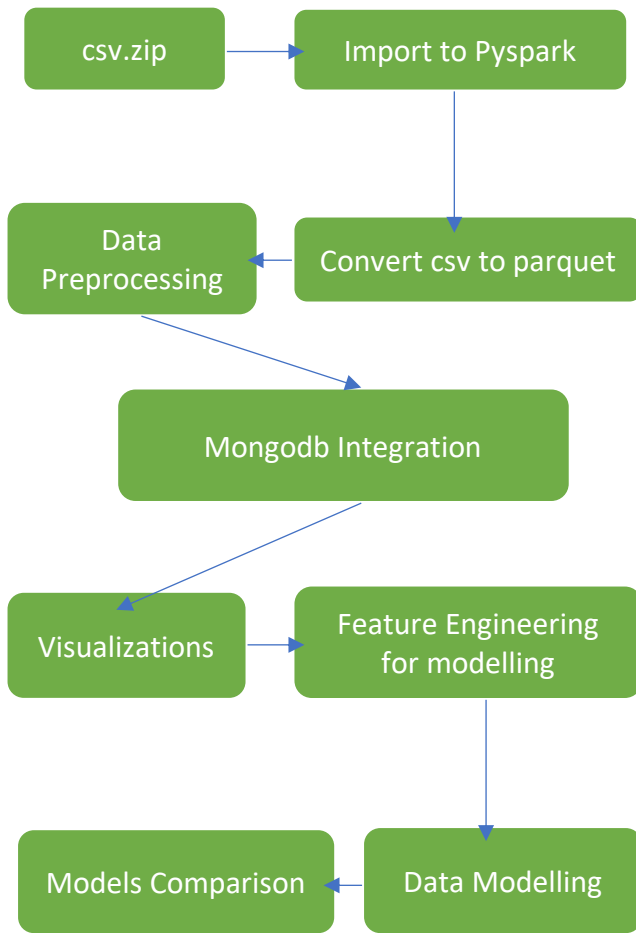 csv.zip
Import to Pyspark
Convert csv to parquet
Data
Preprocessing
Mongodb Integration
Visualizations
Feature Engineering
for modelling
Data Modelling
Models Comparison